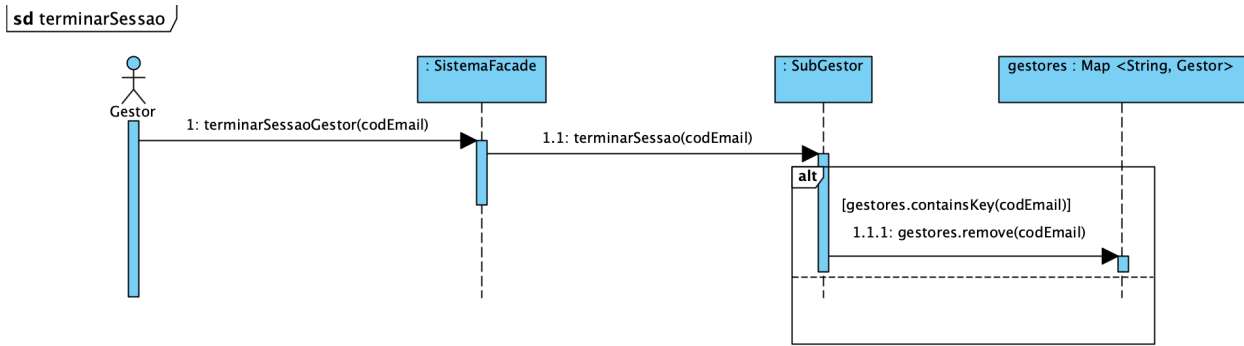 sd terminarSessao
: SistemaFacade
: SubGestor
gestores : Map <String, Gestor>
Gestor
1: terminarSessaoGestor(codEmail)
1.1: terminarSessao(codEmail)
alt
[gestores.containsKey(codEmail)]
1.1.1: gestores.remove(codEmail)